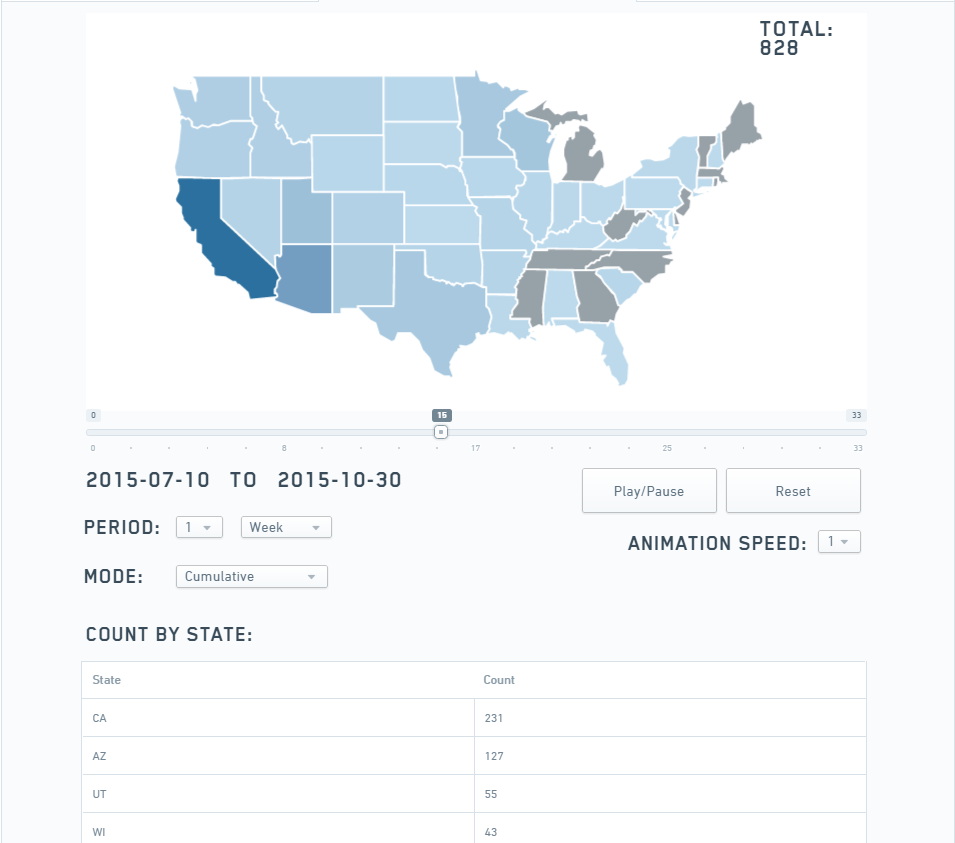 TOTAL:
828
0 15 33
0 8 17 25 33
2015-07-10 TO 2015-10-30
Play/Pause Reset
PERIOD: 1 Week
ANIMATION SPEED: 1
MODE: Cumulative
COUNT BY STATE:
State Count
CA 231
AZ 127
UT 55
WI 43